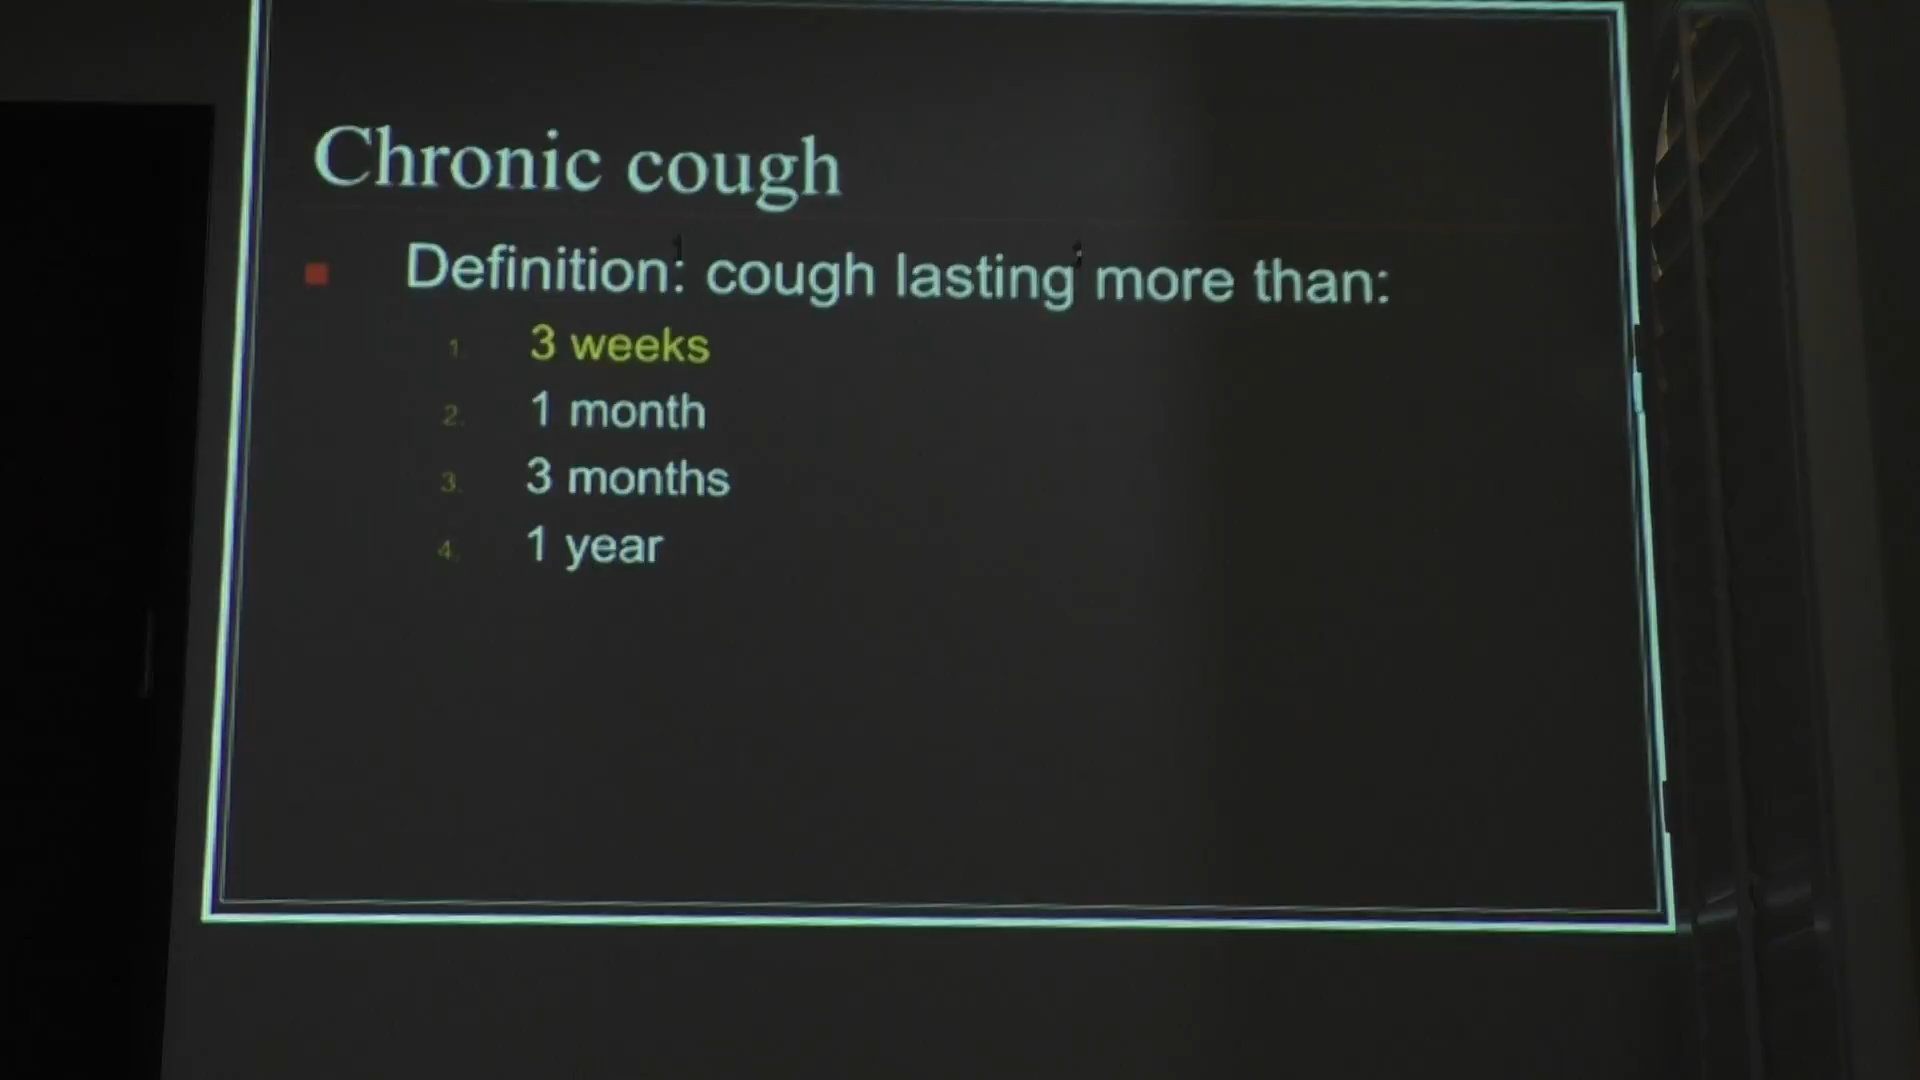 Chronic cough
Definition: cough lasting more than:
1. 3 weeks
2. 1 month
3. 3 months
4. 1 year